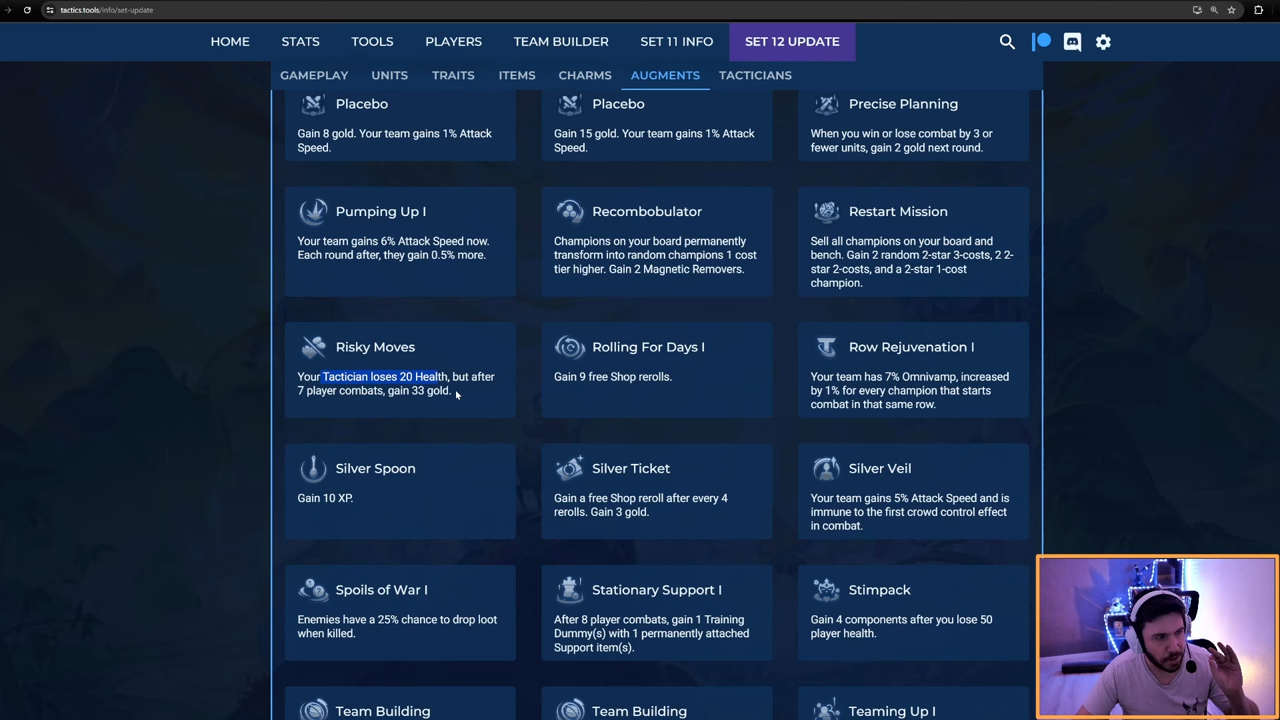 tactics.tools/info/set-update
HOME STATS TOOLS PLAYERS TEAM BUILDER SET 11 INFO SET 12 UPDATE
GAMEPLAY UNITS TRAITS ITEMS CHARMS AUGMENTS TACTICIANS
Placebo
Gain 8 gold. Your team gains 1% Attack
Speed.
Placebo
Gain 15 gold. Your team gains 1% Attack
Speed.
Precise Planning
When you win or lose combat by 3 or
fewer units, gain 2 gold next round.
Pumping Up I
Your team gains 6% Attack Speed now.
Each round after, they gain 0.5% more.
Recombobulator
Champions on your board permanently
transform into random champions 1 cost
tier higher. Gain 2 Magnetic Removers.
Restart Mission
Sell all champions on your board and
bench. Gain 2 random 2-star 3-costs, 2 2-
star 2-costs, and a 2-star 1-cost
champion.
Risky Moves
Your Tactician loses 20 Health, but after
7 player combats, gain 33 gold.
Rolling For Days I
Gain 9 free Shop rerolls.
Row Rejuvenation I
Your team has 7% Omnivamp, increased
by 1% for every champion that starts
combat in that same row.
Silver Spoon
Gain 10 XP.
Silver Ticket
Gain a free Shop reroll after every 4
rerolls. Gain 3 gold.
Silver Veil
Your team gains 5% Attack Speed and is
immune to the first crowd control effect
in combat.
Spoils of War I
Enemies have a 25% chance to drop loot
when killed.
Stationary Support I
After 8 player combats, gain 1 Training
Dummy(s) with 1 permanently attached
Support item(s).
Stimpack
Gain 4 components after you lose 50
player health.
Team Building
Team Building
Teaming Up I